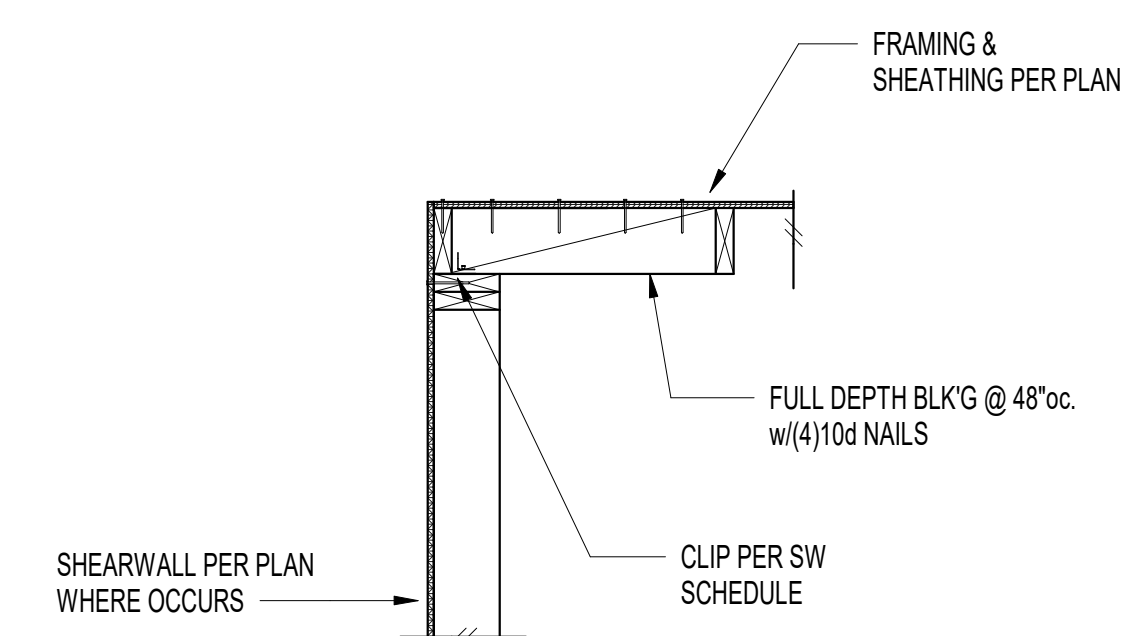 FRAMING &
SHEATHING PER PLAN
FULL DEPTH BLK'G @ 48"oc.
w/(4)10d NAILS
CLIP PER SW
SCHEDULE
SHEARWALL PER PLAN
WHERE OCCURS